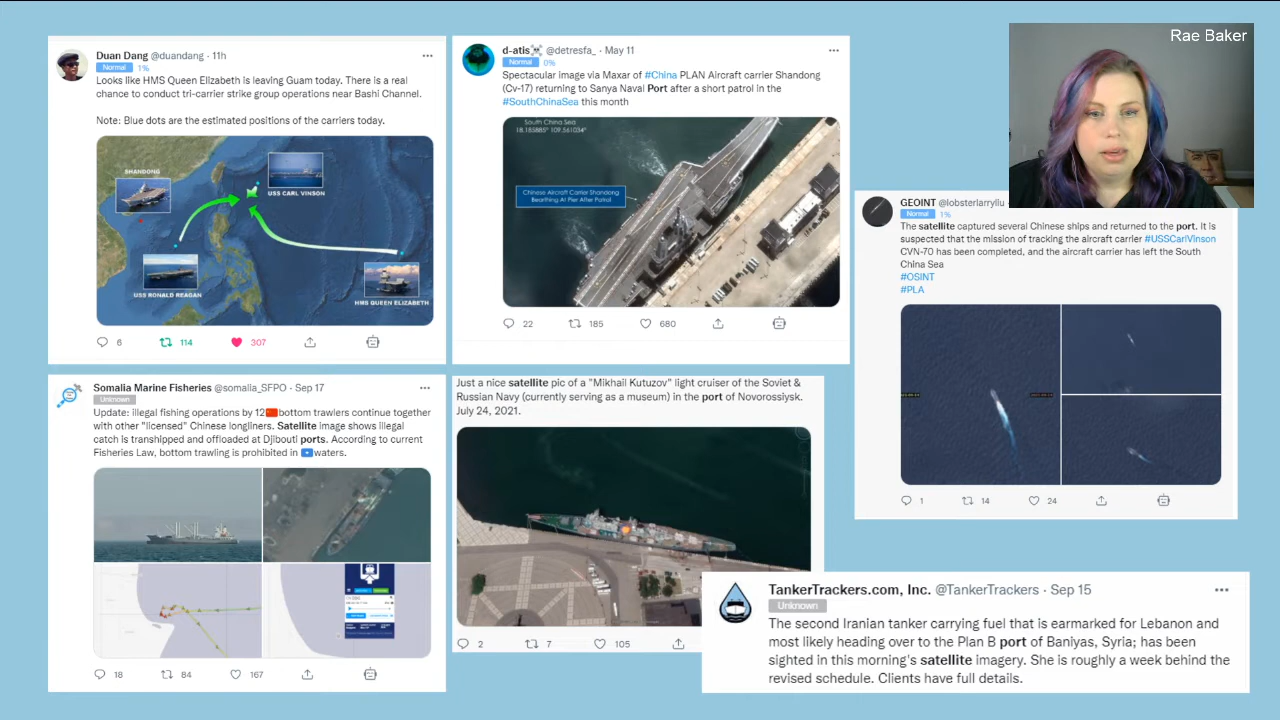 Rae Baker
Duan Dang @duandang · 11h
Normal 1%
Looks like HMS Queen Elizabeth is leaving Guam today. There is a real
chance to conduct tri-carrier strike group operations near Bashi Channel.
Note: Blue dots are the estimated positions of the carriers today.
SHANDONG
USS CARL VINSON
USS RONALD REAGAN
HMS QUEEN ELIZABETH
6 114 307
d-atis☠ @detresfa_ · May 11
Normal 0%
Spectacular image via Maxar of #China PLAN Aircraft carrier Shandong
(Cv-17) returning to Sanya Naval Port after a short patrol in the
#SouthChinaSea this month
South China Sea
18.185885° 109.561034°
Chinese Aircraft Carrier Shandong
Bearthing At Pier After Patrol
22 185 680
GEOINT @lobsterlarryliu
Normal 1%
The satellite captured several Chinese ships and returned to the port. It is
suspected that the mission of tracking the aircraft carrier #USSCarlVinson
CVN-70 has been completed, and the aircraft carrier has left the South
China Sea
#OSINT
#PLA
1 14 24
Somalia Marine Fisheries @somalia_SFPO · Sep 17
Unknown
Update: illegal fishing operations by 12🇨🇳bottom trawlers continue together
with other "licensed" Chinese longliners. Satellite image shows illegal
catch is transhipped and offloaded at Djibouti ports. According to current
Fisheries Law, bottom trawling is prohibited in 🇸🇴waters.
18 84 167
Just a nice satellite pic of a "Mikhail Kutuzov" light cruiser of the Soviet &
Russian Navy (currently serving as a museum) in the port of Novorossiysk.
July 24, 2021.
2 7 105
TankerTrackers.com, Inc. @TankerTrackers · Sep 15
Unknown
The second Iranian tanker carrying fuel that is earmarked for Lebanon and
most likely heading over to the Plan B port of Baniyas, Syria; has been
sighted in this morning's satellite imagery. She is roughly a week behind the
revised schedule. Clients have full details.